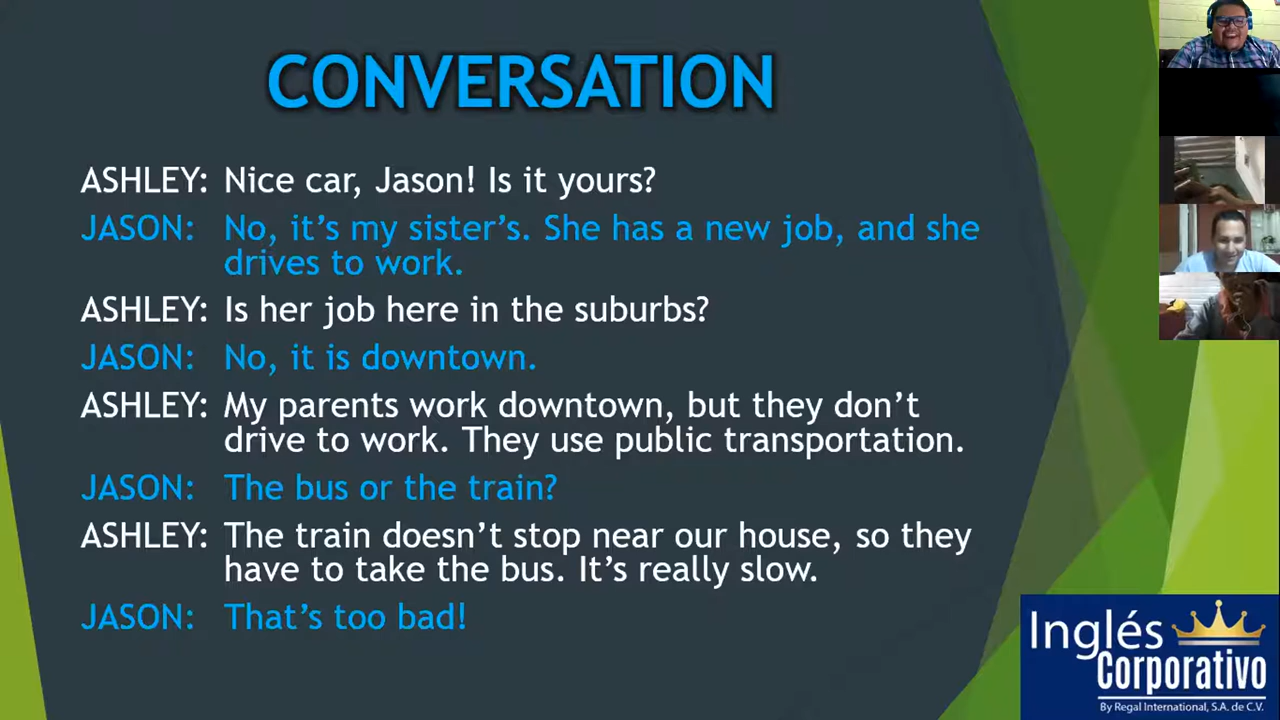 CONVERSATION
ASHLEY: Nice car, Jason! Is it yours?
JASON: No, it’s my sister’s. She has a new job, and she
drives to work.
ASHLEY: Is her job here in the suburbs?
JASON: No, it is downtown.
ASHLEY: My parents work downtown, but they don’t
drive to work. They use public transportation.
JASON: The bus or the train?
ASHLEY: The train doesn’t stop near our house, so they
have to take the bus. It’s really slow.
JASON: That’s too bad!
Inglés
Corporativo
By Regal International, S.A. de C.V.